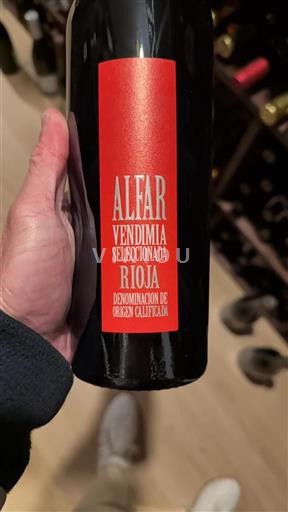 ALFAR
VENDIMIA
SELECCIONADA
RIOJA
DENOMINACION DE
ORIGEN CALIFICADA